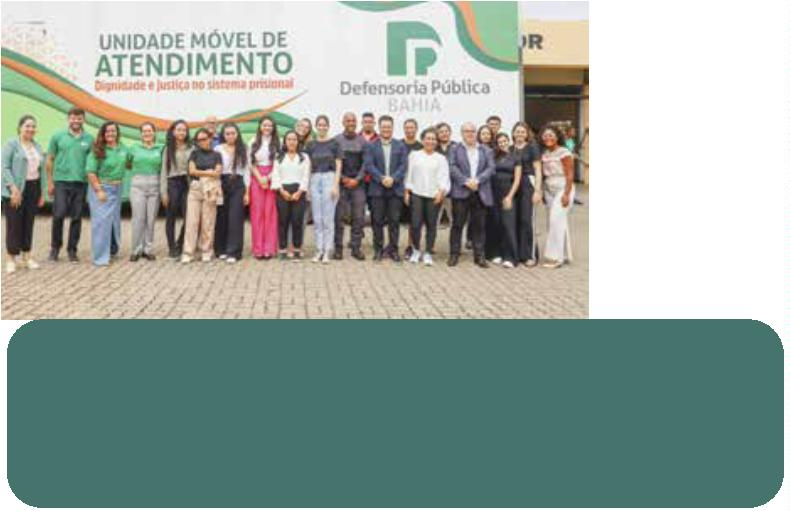 UNIDADE MÓVEL DE
ATENDIMENTO
Dignidade e justiça no sistema prisional
Defensoria Pública
BAHIA
OR